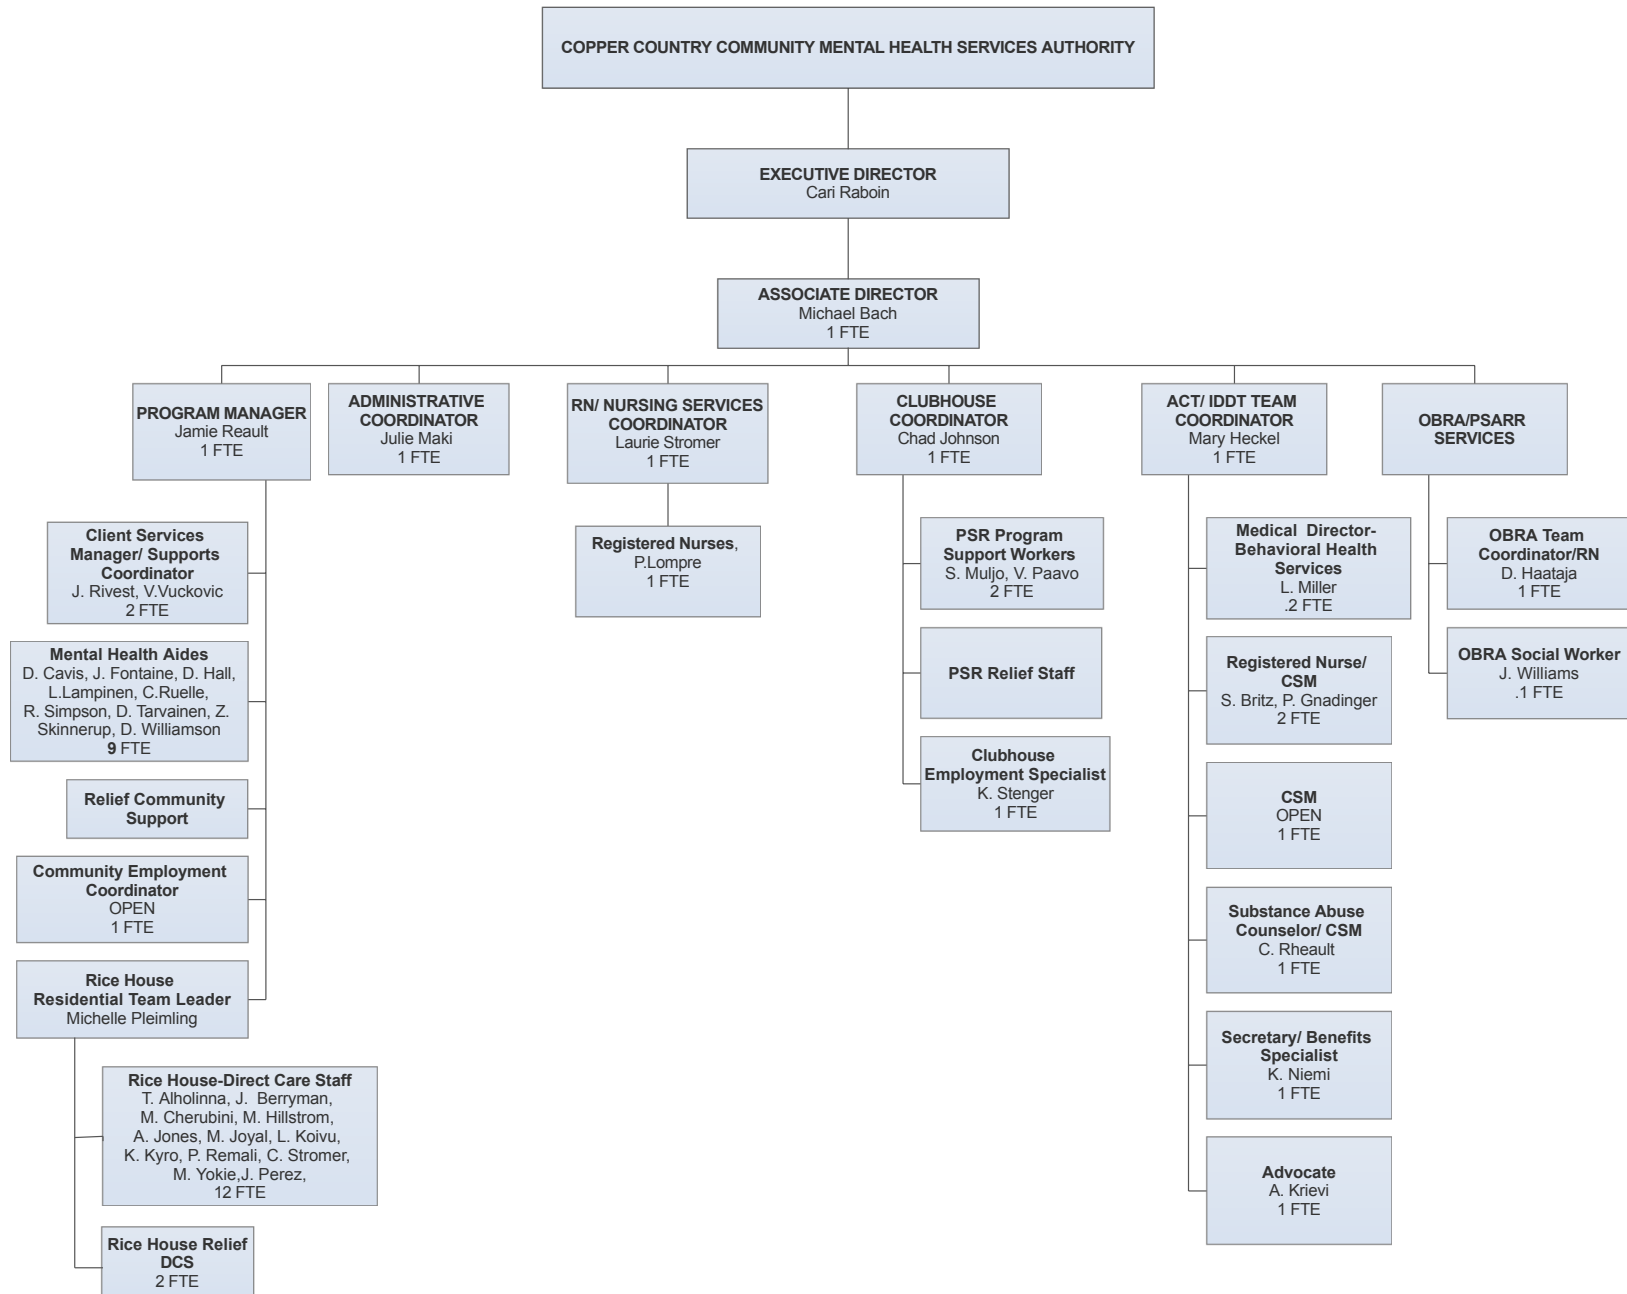 COPPER COUNTRY COMMUNITY MENTAL HEALTH SERVICES AUTHORITY
EXECUTIVE DIRECTOR
Cari Raboin
ASSOCIATE DIRECTOR
Michael Bach
1 FTE
PROGRAM MANAGER
Jamie Reault
1 FTE
ADMINISTRATIVE
COORDINATOR
Julie Maki
1 FTE
RN/ NURSING SERVICES
COORDINATOR
Laurie Stromer
1 FTE
CLUBHOUSE
COORDINATOR
Chad Johnson
1 FTE
ACT/ IDDT TEAM
COORDINATOR
Mary Heckel
1 FTE
OBRA/PSARR
SERVICES
Client Services
Manager/ Supports
Coordinator
J. Rivest, V.Vuckovic
2 FTE
Mental Health Aides
D. Cavis, J. Fontaine, D. Hall,
L.Lampinen, C.Ruelle,
R. Simpson, D. Tarvainen, Z.
Skinnerup, D. Williamson
9 FTE
Relief Community
Support
Community Employment
Coordinator
OPEN
1 FTE
Rice House
Residential Team Leader
Michelle Pleimling
Rice House-Direct Care Staff
T. Alholinna, J. Berryman,
M. Cherubini, M. Hillstrom,
A. Jones, M. Joyal, L. Koivu,
K. Kyro, P. Remali, C. Stromer,
M. Yokie,J. Perez,
12 FTE
Rice House Relief
DCS
2 FTE
Registered Nurses,
P.Lompre
1 FTE
PSR Program
Support Workers
S. Muljo, V. Paavo
2 FTE
PSR Relief Staff
Clubhouse
Employment Specialist
K. Stenger
1 FTE
Medical Director-
Behavioral Health
Services
L. Miller
.2 FTE
Registered Nurse/
CSM
S. Britz, P. Gnadinger
2 FTE
CSM
OPEN
1 FTE
Substance Abuse
Counselor/ CSM
C. Rheault
1 FTE
Secretary/ Benefits
Specialist
K. Niemi
1 FTE
Advocate
A. Krievi
1 FTE
OBRA Team
Coordinator/RN
D. Haataja
1 FTE
OBRA Social Worker
J. Williams
.1 FTE